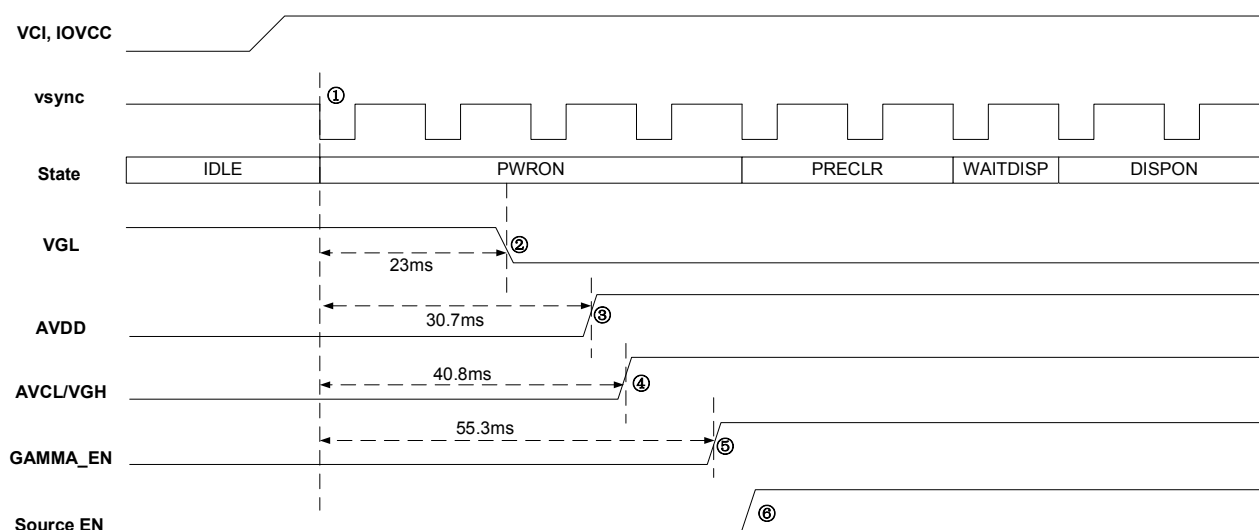 VCI, IOVCC
vsync ①
State IDLE PWRON PRECLR WAITDISP DISPON
VGL ②
23ms
AVDD ③
30.7ms
AVCL/VGH 40.8ms ④
GAMMA_EN 55.3ms ⑤
Source EN ⑥